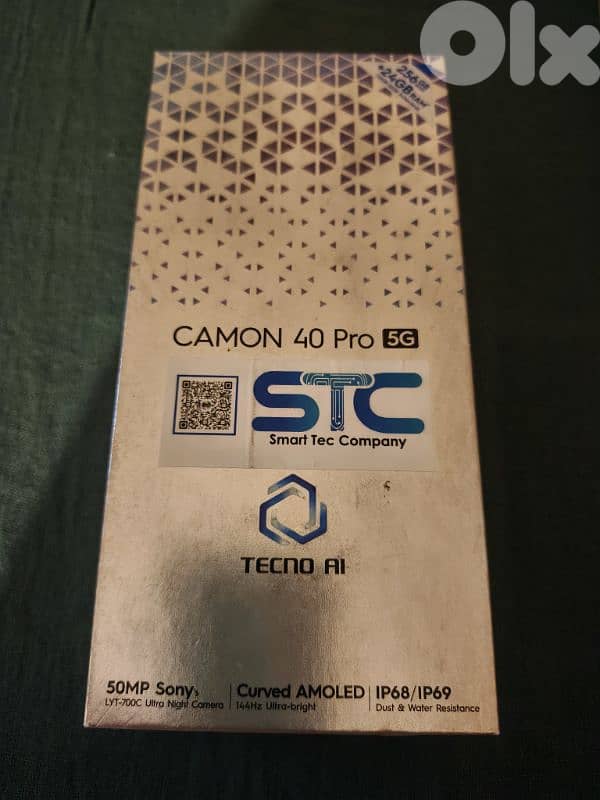 Olx
256GB
+24GB RAM
CAMON 40 Pro 5G
STC
Smart Tec Company
TECNO AI
50MP Sony
LYT-700C Ultra Night Camera
Curved AMOLED
144Hz Ultra-bright
IP68/IP69
Dust & Water Resistance